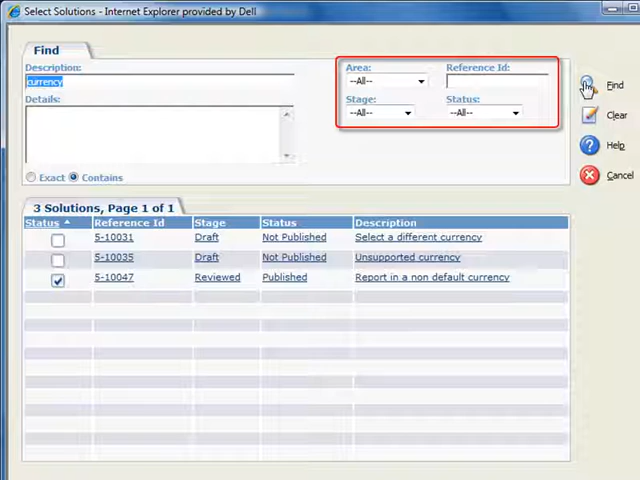 Select Solutions - Internet Explorer provided by Dell
Find
Description:
currency
Details:
Exact Contains
Area: Reference Id:
--All--
Stage: Status:
--All-- --All--
Find
Clear
Help
Cancel
3 Solutions, Page 1 of 1
Status Reference Id Stage Status Description
S-10031 Draft Not Published Select a different currency
S-10035 Draft Not Published Unsupported currency
S-10047 Reviewed Published Report in a non default currency